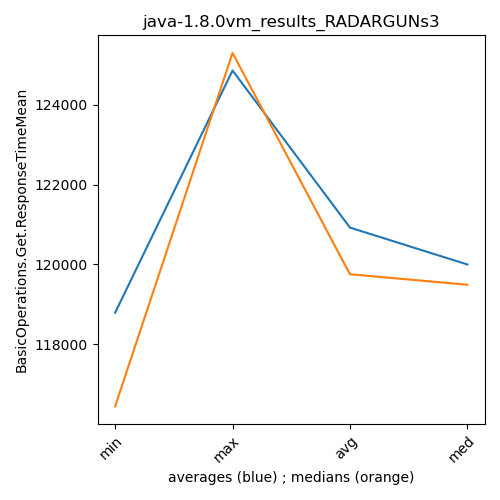 java-1.8.0vm_results_RADARGUNs3
BasicOperations.Get.ResponseTimeMean
124000
122000
120000
118000
min
max
avg
med
averages (blue) ; medians (orange)